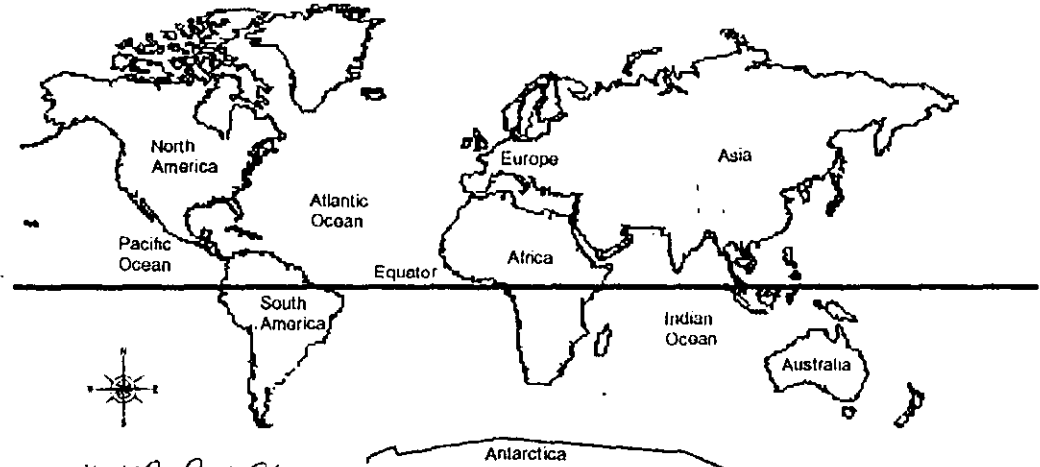 North
America
Europe
Asia
Atlantic
Ocean
Pacific
Ocean
Africa
Equator
South
America
Indian
Ocean
Australia
N
E
S
Antarctica